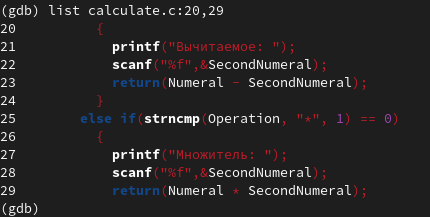 (gdb) list calculate.c:20,29
20 {
21 printf("Вычитаемое: ");
22 scanf("%f",&SecondNumeral);
23 return(Numeral - SecondNumeral);
24 }
25 else if(strncmp(Operation, "*", 1) == 0)
26 {
27 printf("Множитель: ");
28 scanf("%f",&SecondNumeral);
29 return(Numeral * SecondNumeral);
(gdb)